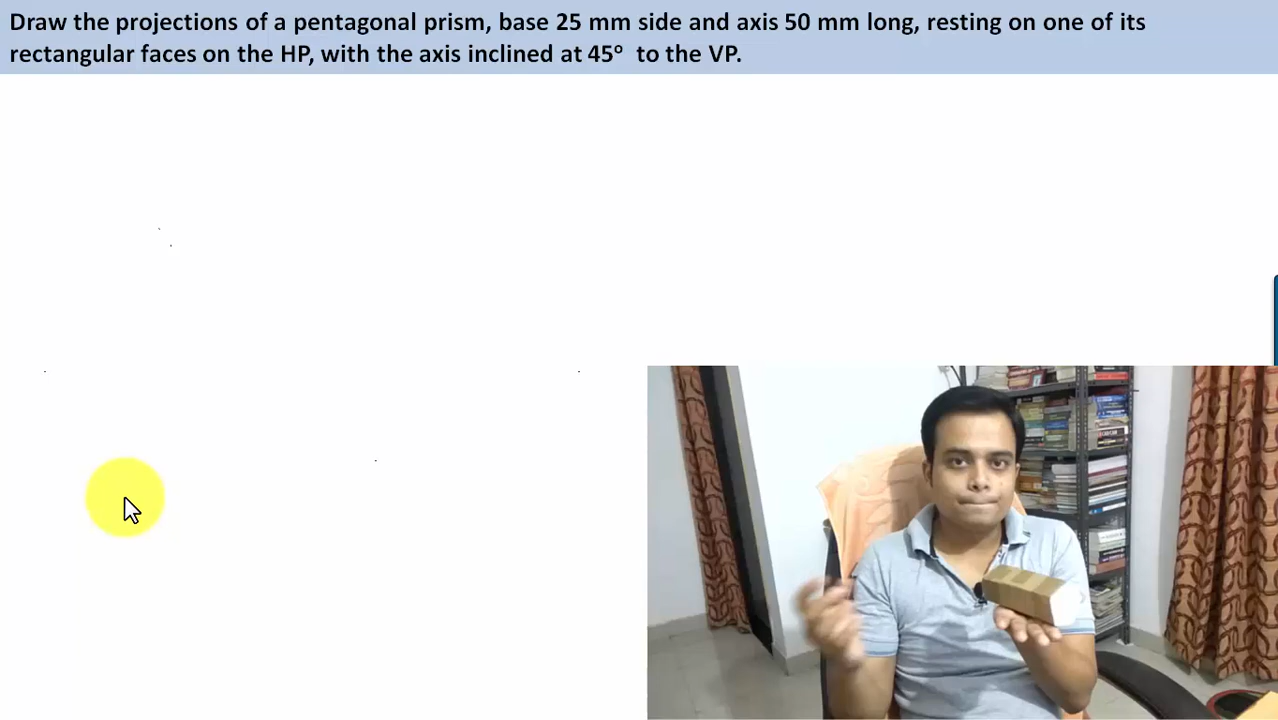 Draw the projections of a pentagonal prism, base 25 mm side and axis 50 mm long, resting on one of its
rectangular faces on the HP, with the axis inclined at 45° to the VP.